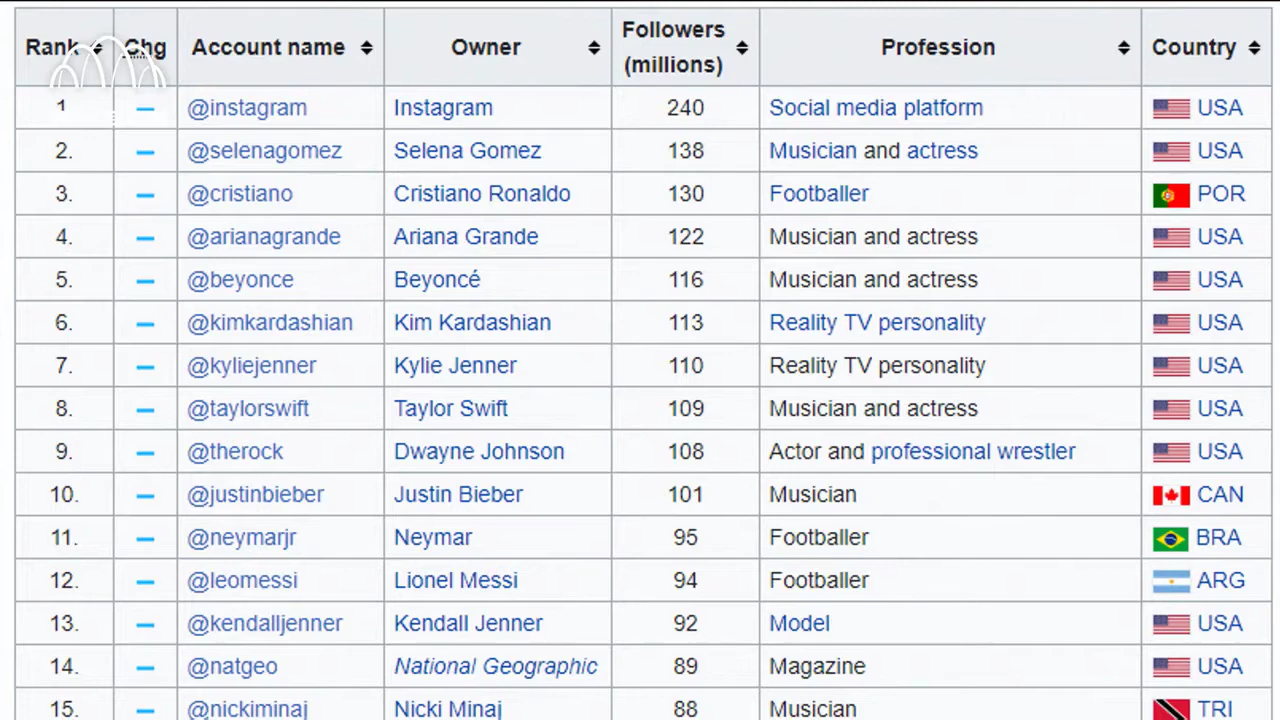 Rank Chg Account name Owner Followers (millions) Profession Country
1 @instagram Instagram 240 Social media platform USA
2. @selenagomez Selena Gomez 138 Musician and actress USA
3. @cristiano Cristiano Ronaldo 130 Footballer POR
4. @arianagrande Ariana Grande 122 Musician and actress USA
5. @beyonce Beyoncé 116 Musician and actress USA
6. @kimkardashian Kim Kardashian 113 Reality TV personality USA
7. @kyliejenner Kylie Jenner 110 Reality TV personality USA
8. @taylorswift Taylor Swift 109 Musician and actress USA
9. @therock Dwayne Johnson 108 Actor and professional wrestler USA
10. @justinbieber Justin Bieber 101 Musician CAN
11. @neymarjr Neymar 95 Footballer BRA
12. @leomessi Lionel Messi 94 Footballer ARG
13. @kendalljenner Kendall Jenner 92 Model USA
14. @natgeo National Geographic 89 Magazine USA
15. @nickiminaj Nicki Minaj 88 Musician TRI